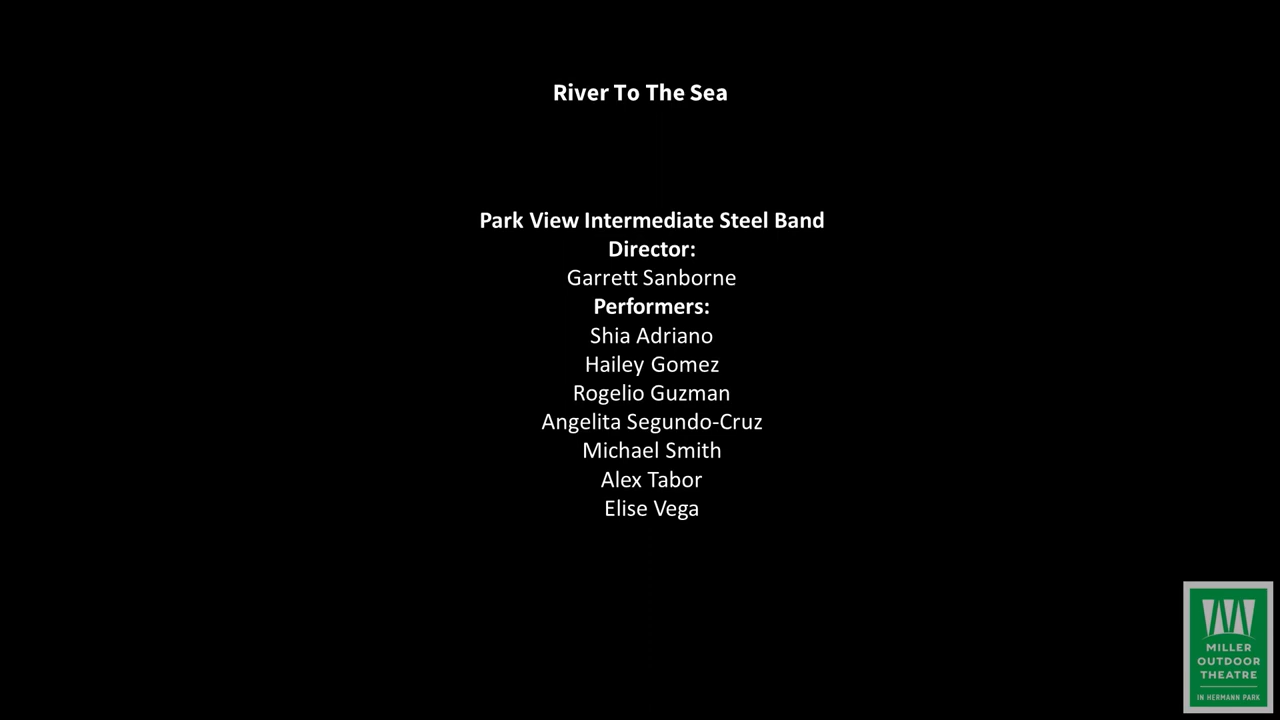 River To The Sea
Park View Intermediate Steel Band
Director:
Garrett Sanborne
Performers:
Shia Adriano
Hailey Gomez
Rogelio Guzman
Angelita Segundo-Cruz
Michael Smith
Alex Tabor
Elise Vega
MILLER
OUTDOOR
THEATRE
IN HERMANN PARK